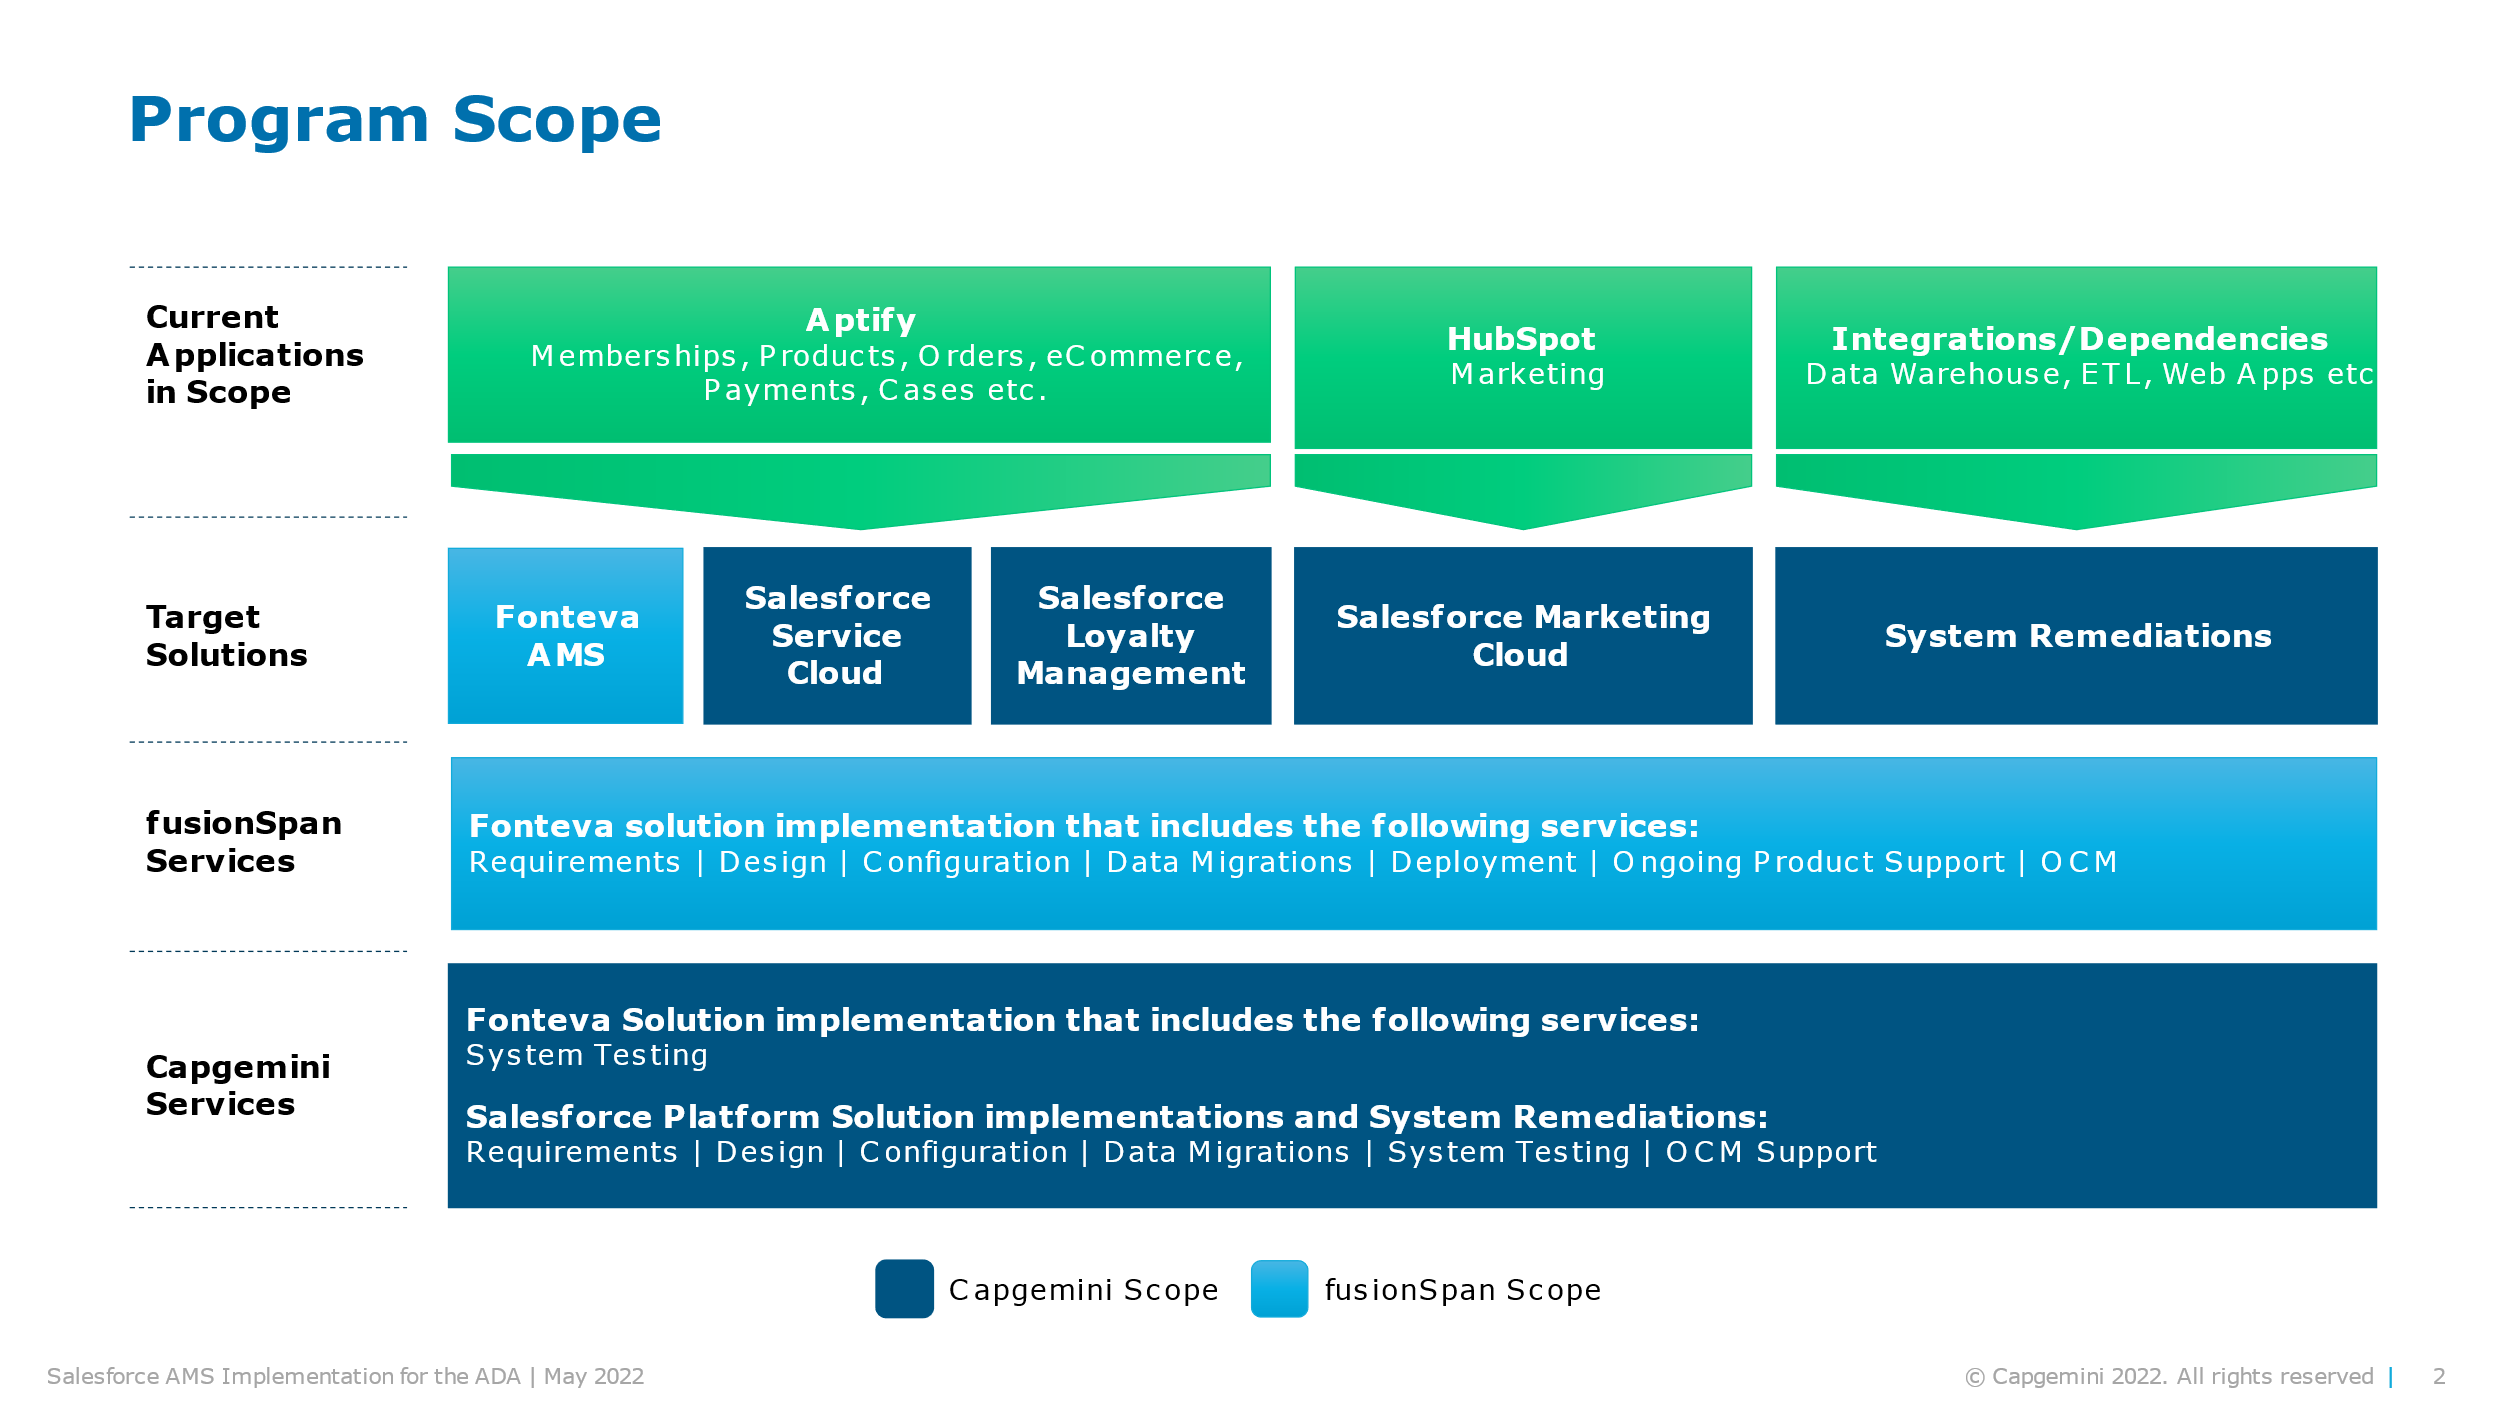 Program Scope
Current
Applications
in Scope
Aptify
Memberships, Products, Orders, eCommerce,
Payments, Cases etc.
HubSpot
Marketing
Integrations/Dependencies
Data Warehouse, ETL, Web Apps etc
Target
Solutions
Fonteva
AMS
Salesforce
Service
Cloud
Salesforce
Loyalty
Management
Salesforce Marketing
Cloud
System Remediations
fusionSpan
Services
Fonteva solution implementation that includes the following services:
Requirements | Design | Configuration | Data Migrations | Deployment | Ongoing Product Support | OCM
Capgemini
Services
Fonteva Solution implementation that includes the following services:
System Testing
Salesforce Platform Solution implementations and System Remediations:
Requirements | Design | Configuration | Data Migrations | System Testing | OCM Support
Capgemini Scope
fusionSpan Scope
Salesforce AMS Implementation for the ADA | May 2022
© Capgemini 2022. All rights reserved | 2